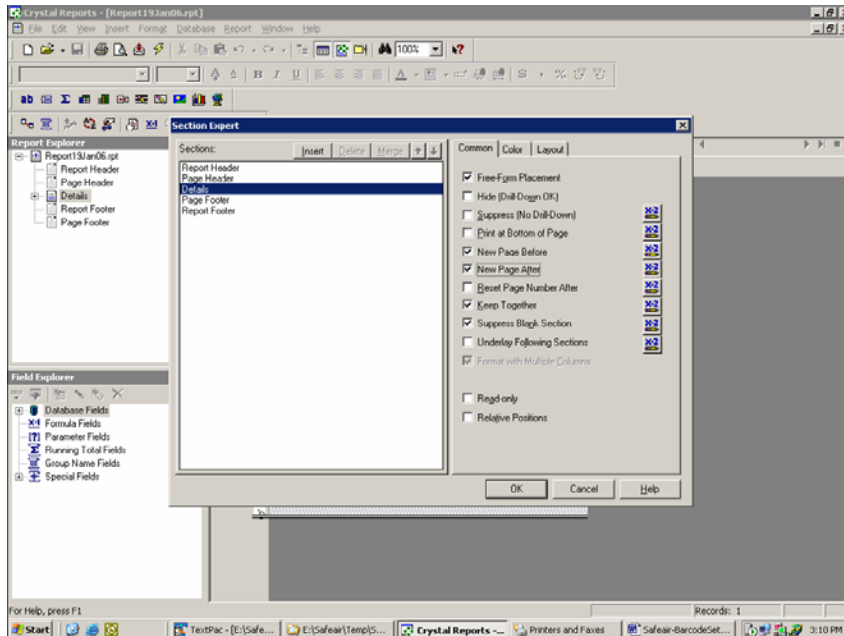 Crystal Reports - [Report19Jan06.rpt]
File Edit View Insert Format Database Report Window Help
100%
Section Expert
Report Explorer
Report19Jan06.rpt
Report Header
Page Header
Details
Report Footer
Page Footer
Sections:
Insert Delete Merge
Report Header
Page Header
Details
Page Footer
Report Footer
Common Color Layout
Free-Form Placement
Hide (Drill-Down OK)
Suppress (No Drill-Down)
Print at Bottom of Page
New Page Before
New Page After
Reset Page Number After
Keep Together
Suppress Blank Section
Underlay Following Sections
Format with Multiple Columns
Read-only
Relative Positions
OK Cancel Help
Field Explorer
Database Fields
Formula Fields
Parameter Fields
Running Total Fields
Group Name Fields
Special Fields
For Help, press F1
Records: 1
Start TextPac - [E:\Safe... E:\Safeair\Temp\S... Crystal Reports -... Printers and Faxes Safeair-BarcodeSet... 3:10 PM